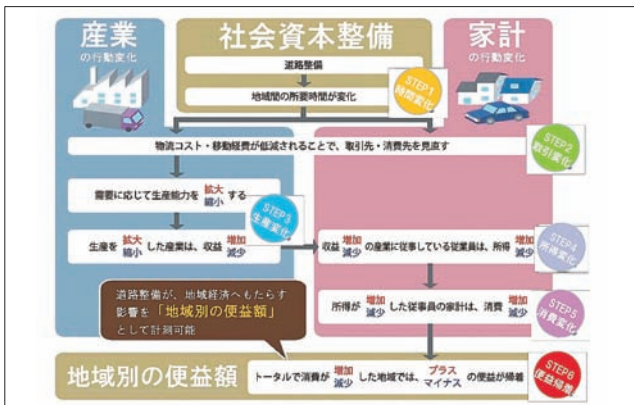 産業
の行動変化
社会資本整備
家計
の行動変化
道路整備
地域間の所要時間が変化
STEP1
時間変化
物流コスト・移動経費が低減されることで、取引先・消費先を見直す
STEP2
取引変化
需要に応じて生産能力を 拡大 縮小 する
STEP3
生産変化
生産を 拡大 縮小 した産業は、収益 増加 減少
収益 増加 減少 の産業に従事している従業員は、所得 増加 減少
STEP4
所得変化
道路整備が、地域経済へもたらす
影響を「地域別の便益額」
として計測可能
所得が 増加 減少 した従事員の家計は、消費 増加 減少
STEP5
消費変化
地域別の便益額
トータルで消費が 増加 減少 した地域では、 プラス マイナス の便益が帰着
STEP6
便益帰着